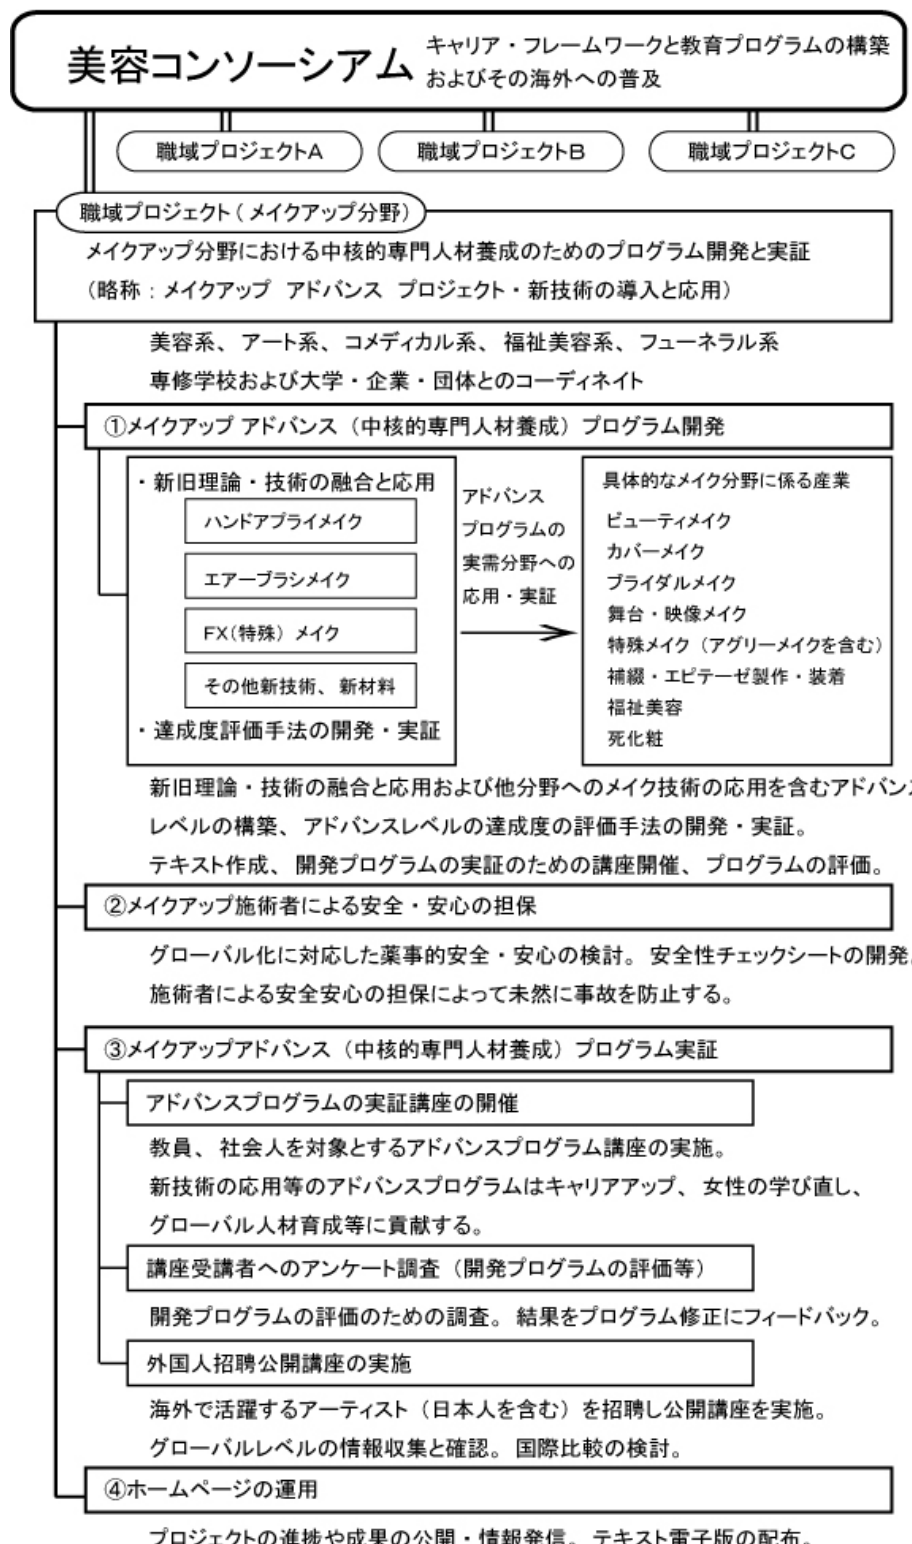 美容コンソーシアム
キャリア・フレームワークと教育プログラムの構築
およびその海外への普及
職域プロジェクトA
職域プロジェクトB
職域プロジェクトC
職域プロジェクト(メイクアップ分野)
メイクアップ分野における中核的専門人材養成のためのプログラム開発と実証
(略称:メイクアップ アドバンス プロジェクト・新技術の導入と応用)
美容系、アート系、コメディカル系、福祉美容系、フューネラル系
専修学校および大学・企業・団体とのコーディネイト
①メイクアップ アドバンス(中核的専門人材養成)プログラム開発
・新旧理論・技術の融合と応用
ハンドアプライメイク
エアーブラシメイク
FX(特殊)メイク
その他新技術、新材料
・達成度評価手法の開発・実証
アドバンス
プログラムの
実需分野への
応用・実証
具体的なメイク分野に係る産業
ビューティメイク
カバーメイク
ブライダルメイク
舞台・映像メイク
特殊メイク(アグリーメイクを含む)
補綴・エピテーゼ製作・装着
福祉美容
死化粧
新旧理論・技術の融合と応用および他分野へのメイク技術の応用を含むアドバンス
レベルの構築、アドバンスレベルの達成度の評価手法の開発・実証。
テキスト作成、開発プログラムの実証のための講座開催、プログラムの評価。
②メイクアップ施術者による安全・安心の担保
グローバル化に対応した薬事的安全・安心の検討。安全性チェックシートの開発。
施術者による安全安心の担保によって未然に事故を防止する。
③メイクアップアドバンス(中核的専門人材養成)プログラム実証
アドバンスプログラムの実証講座の開催
教員、社会人を対象とするアドバンスプログラム講座の実施。
新技術の応用等のアドバンスプログラムはキャリアアップ、女性の学び直し、
グローバル人材育成等に貢献する。
講座受講者へのアンケート調査(開発プログラムの評価等)
開発プログラムの評価のための調査。結果をプログラム修正にフィードバック。
外国人招聘公開講座の実施
海外で活躍するアーティスト(日本人を含む)を招聘し公開講座を実施。
グローバルレベルの情報収集と確認。国際比較の検討。
④ホームページの運用
プロジェクトの進捗や成果の公開・情報発信。テキスト電子版の配布。